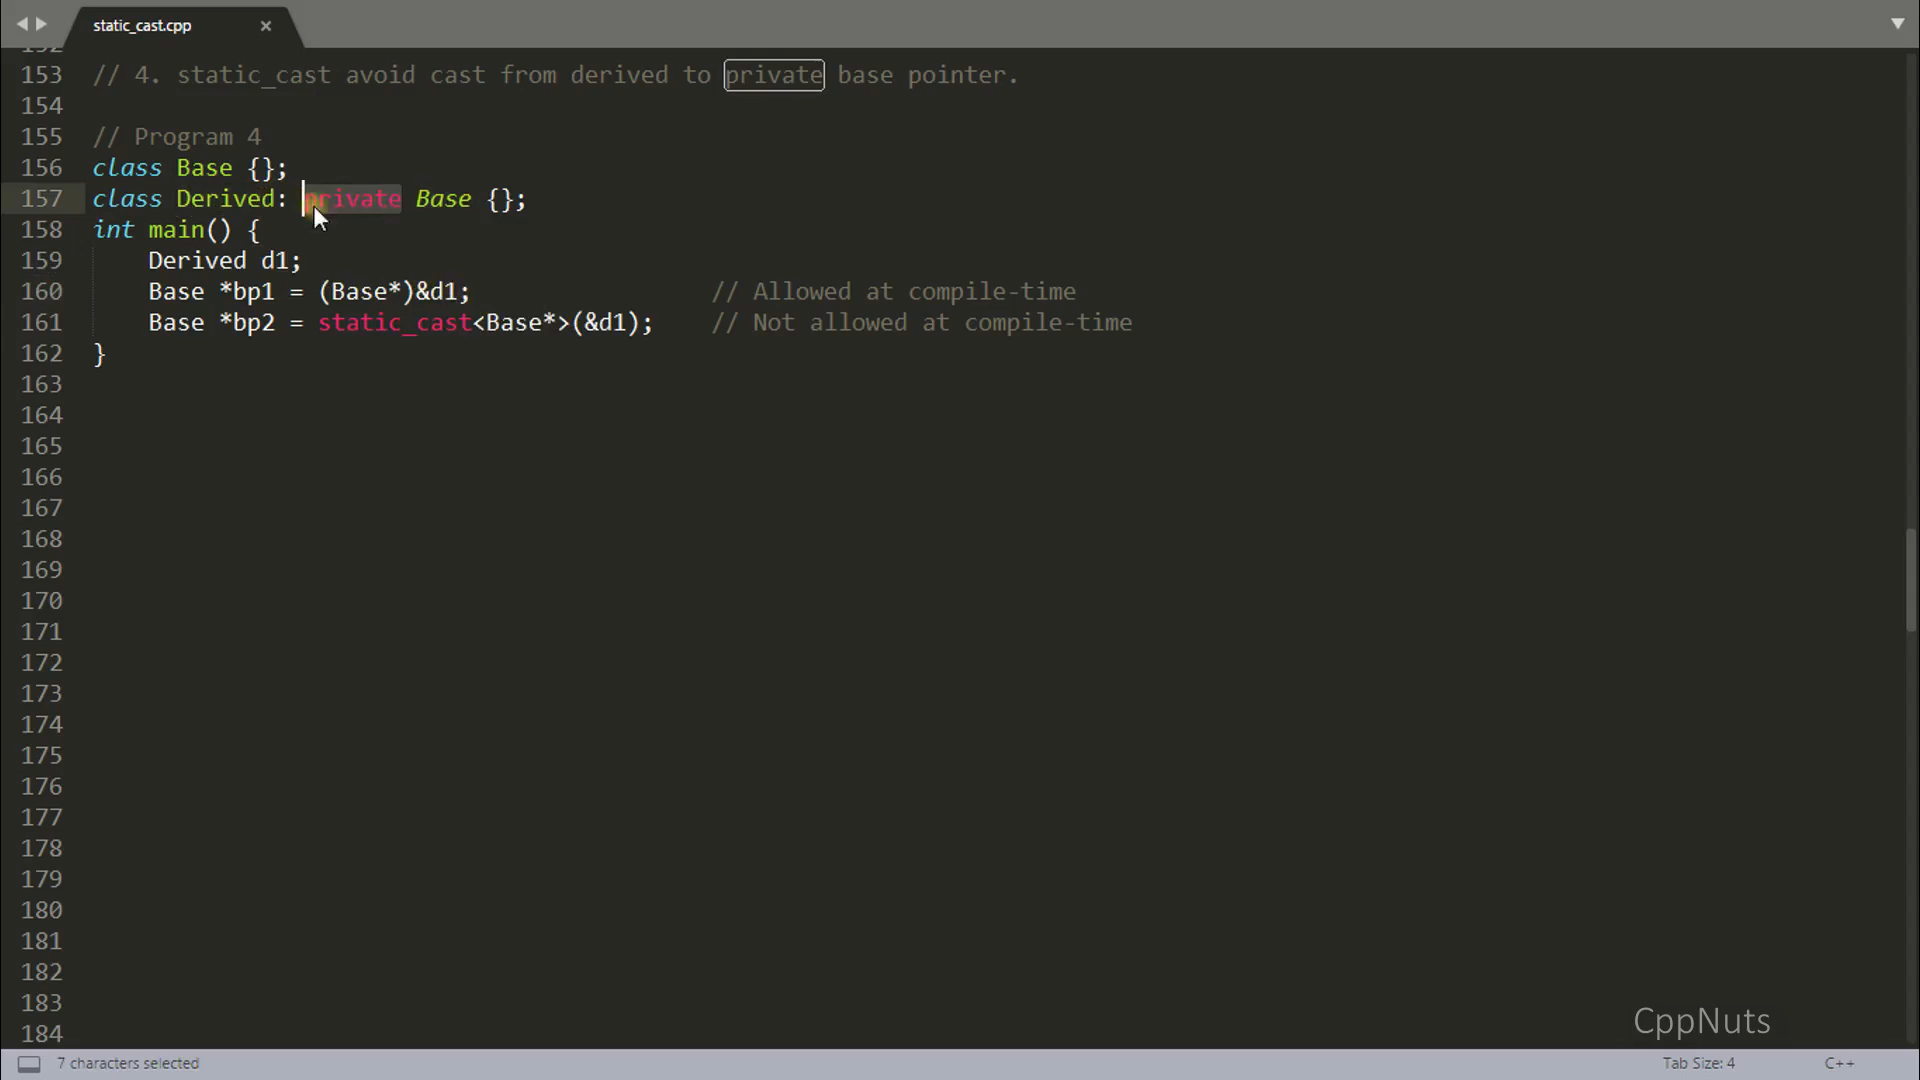 static_cast.cpp ×
152
153 // 4. static_cast avoid cast from derived to private base pointer.
154
155 // Program 4
156 class Base {};
157 class Derived: private Base {};
158 int main() {
159     Derived d1;
160     Base *bp1 = (Base*)&d1;                 // Allowed at compile-time
161     Base *bp2 = static_cast<Base*>(&d1);    // Not allowed at compile-time
162 }
163
164
165
166
167
168
169
170
171
172
173
174
175
176
177
178
179
180
181
182
183
184
CppNuts
7 characters selected Tab Size: 4 C++